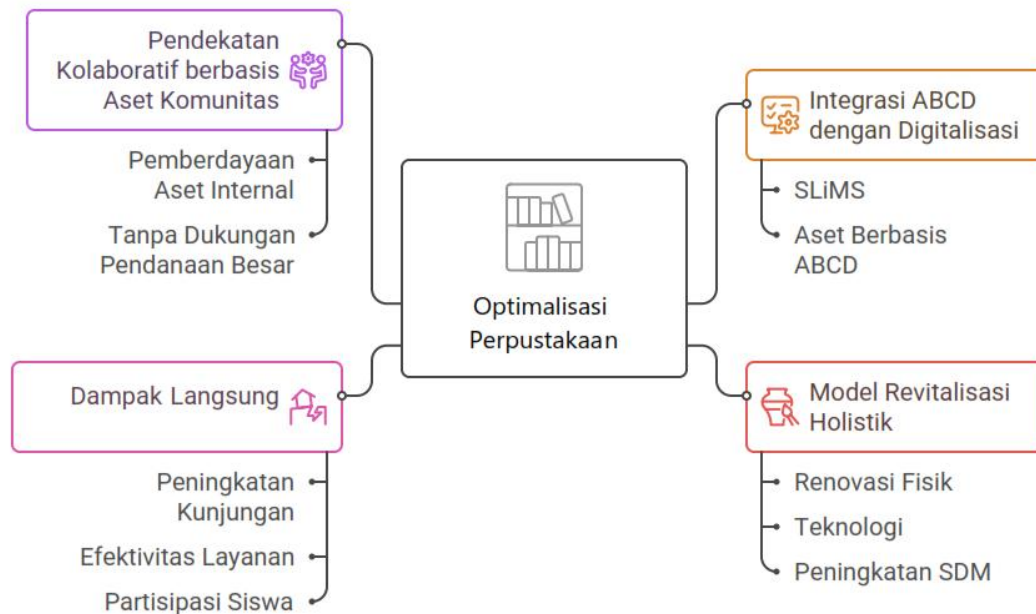 Pendekatan
Kolaboratif berbasis
Aset Komunitas
Pemberdayaan
Aset Internal
Tanpa Dukungan
Pendanaan Besar
Integrasi ABCD
dengan Digitalisasi
SLiMS
Aset Berbasis
ABCD
Optimalisasi
Perpustakaan
Dampak Langsung
Peningkatan
Kunjungan
Efektivitas Layanan
Partisipasi Siswa
Model Revitalisasi
Holistik
Renovasi Fisik
Teknologi
Peningkatan SDM